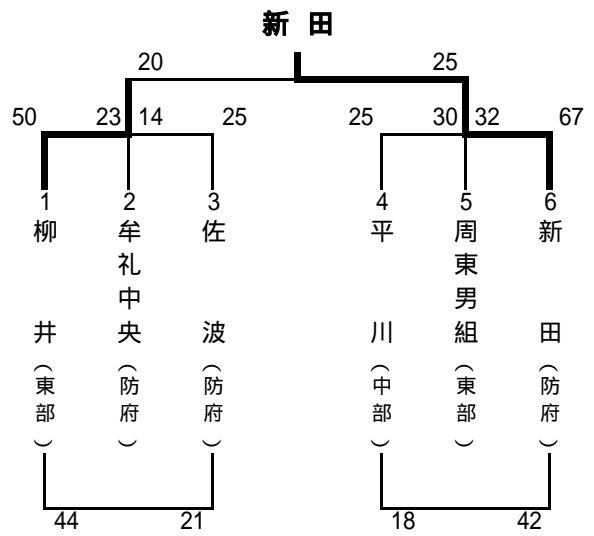 新田
20 25
50 23 14 25 25 30 32 67
1 2 3 4 5 6
柳井（東部）
牟礼中央（防府）
佐波（防府）
平川（中部）
周東男組（東部）
新田（防府）
44 21 18 42